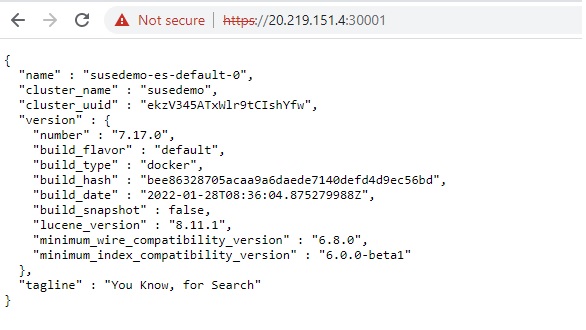 Not secure https://20.219.151.4:30001
{
  "name" : "susedemo-es-default-0",
  "cluster_name" : "susedemo",
  "cluster_uuid" : "ekzV345ATxWlr9tCIshYfw",
  "version" : {
    "number" : "7.17.0",
    "build_flavor" : "default",
    "build_type" : "docker",
    "build_hash" : "bee86328705acaa9a6daede7140defd4d9ec56bd",
    "build_date" : "2022-01-28T08:36:04.875279988Z",
    "build_snapshot" : false,
    "lucene_version" : "8.11.1",
    "minimum_wire_compatibility_version" : "6.8.0",
    "minimum_index_compatibility_version" : "6.0.0-beta1"
  },
  "tagline" : "You Know, for Search"
}